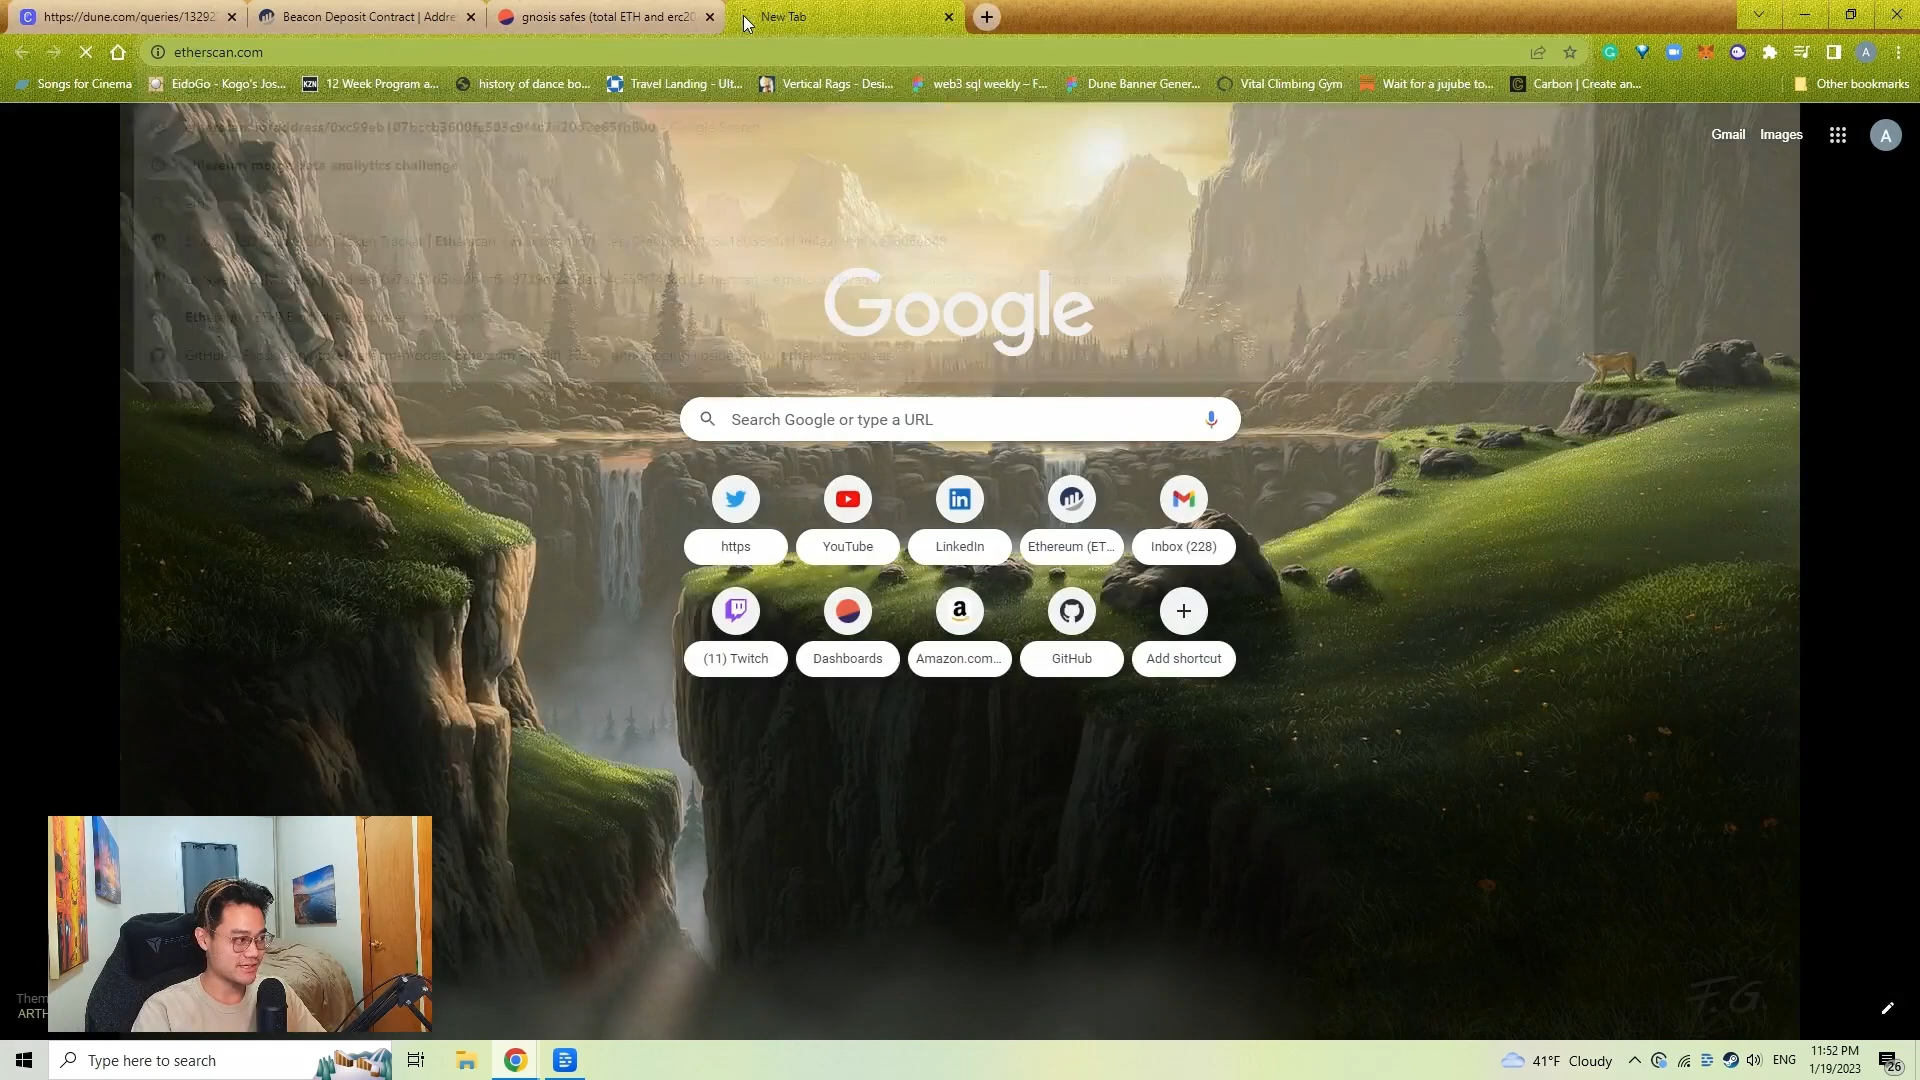 https://dune.com/queries/13292
Beacon Deposit Contract | Addre
gnosis safes (total ETH and erc20
New Tab
etherscan.com
Songs for Cinema
EidoGo - Kogo's Jos...
KZN
12 Week Program a...
history of dance bo...
Travel Landing - Ult...
Vertical Rags - Desi...
web3 sql weekly – F...
Dune Banner Gener...
Vital Climbing Gym
Wait for a jujube to...
Carbon | Create an...
Other bookmarks
Gmail
Images
A
Google
Search Google or type a URL
https
YouTube
LinkedIn
Ethereum (ET...
Inbox (228)
(11) Twitch
Dashboards
Amazon.com...
GitHub
Add shortcut
Them
ARTH
F.G.
Type here to search
41°F Cloudy
ENG
11:52 PM
1/19/2023
26